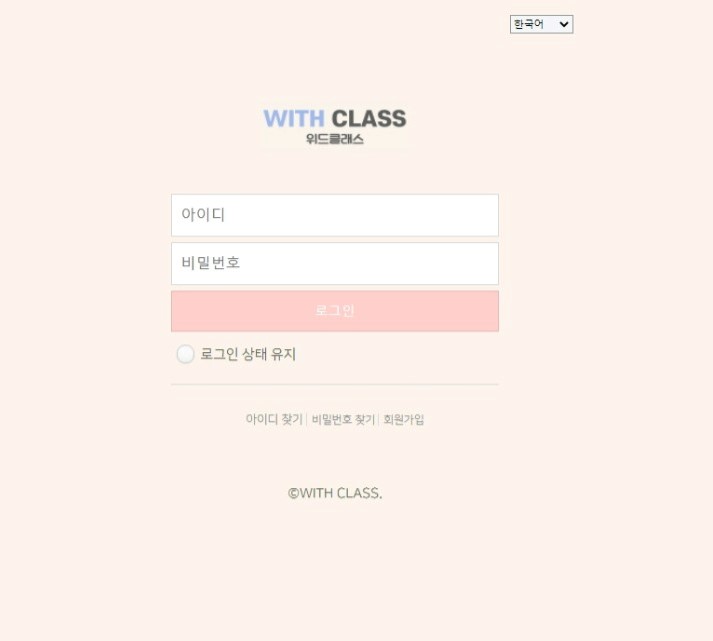 한국어
WITH CLASS
위드클래스
아이디
비밀번호
로그인
로그인 상태 유지
아이디 찾기 | 비밀번호 찾기 | 회원가입
©WITH CLASS.